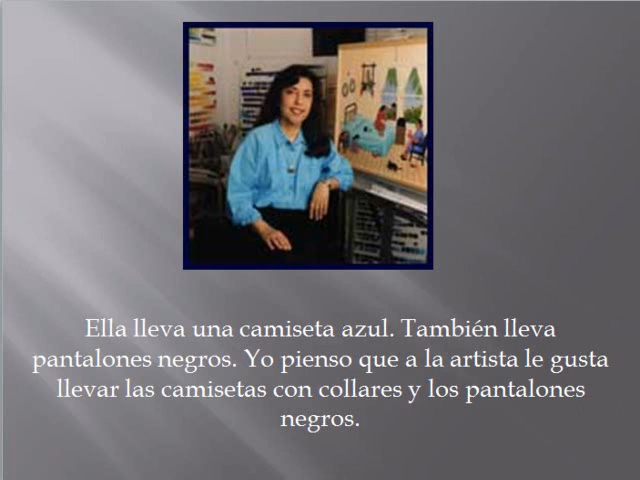 Ella lleva una camiseta azul. También lleva
pantalones negros. Yo pienso que a la artista le gusta
llevar las camisetas con collares y los pantalones
negros.